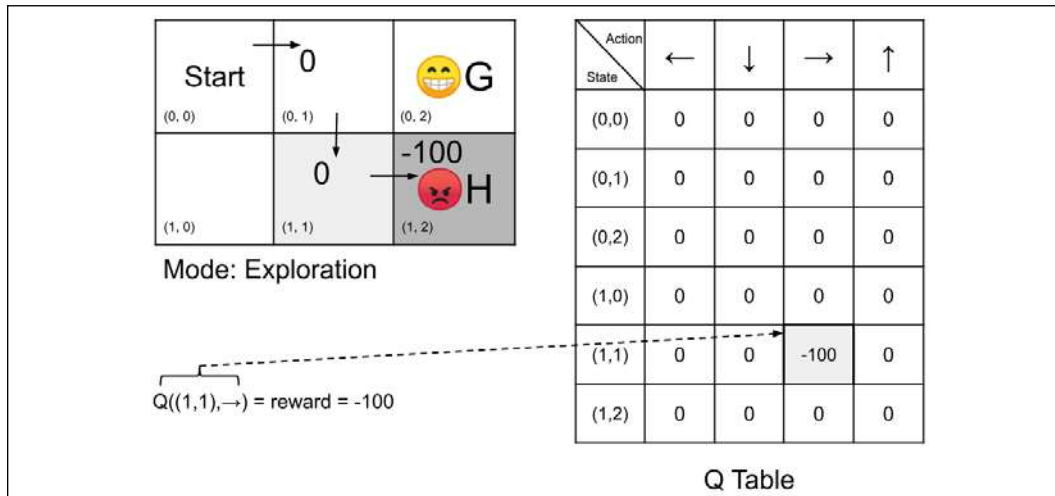 Start
0
G
(0, 0)
(0, 1)
(0, 2)
-100
0
H
(1, 0)
(1, 1)
(1, 2)
Mode: Exploration
Q((1,1),→) = reward = -100
Action
State
← ↓ → ↑
(0,0) 0 0 0 0
(0,1) 0 0 0 0
(0,2) 0 0 0 0
(1,0) 0 0 0 0
(1,1) 0 0 -100 0
(1,2) 0 0 0 0
Q Table